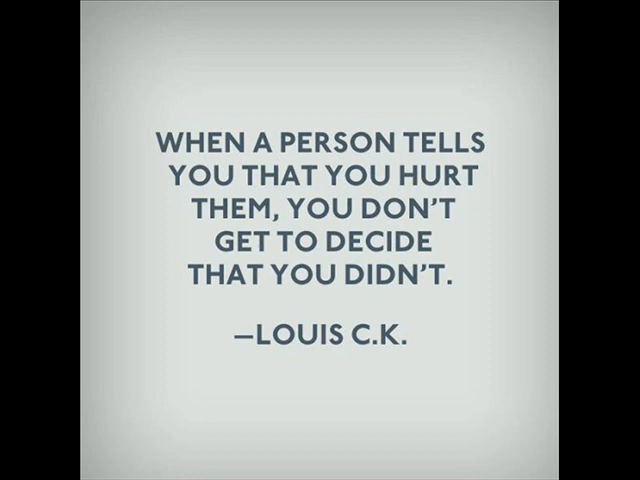 WHEN A PERSON TELLS
YOU THAT YOU HURT
THEM, YOU DON'T
GET TO DECIDE
THAT YOU DIDN'T.
—LOUIS C.K.